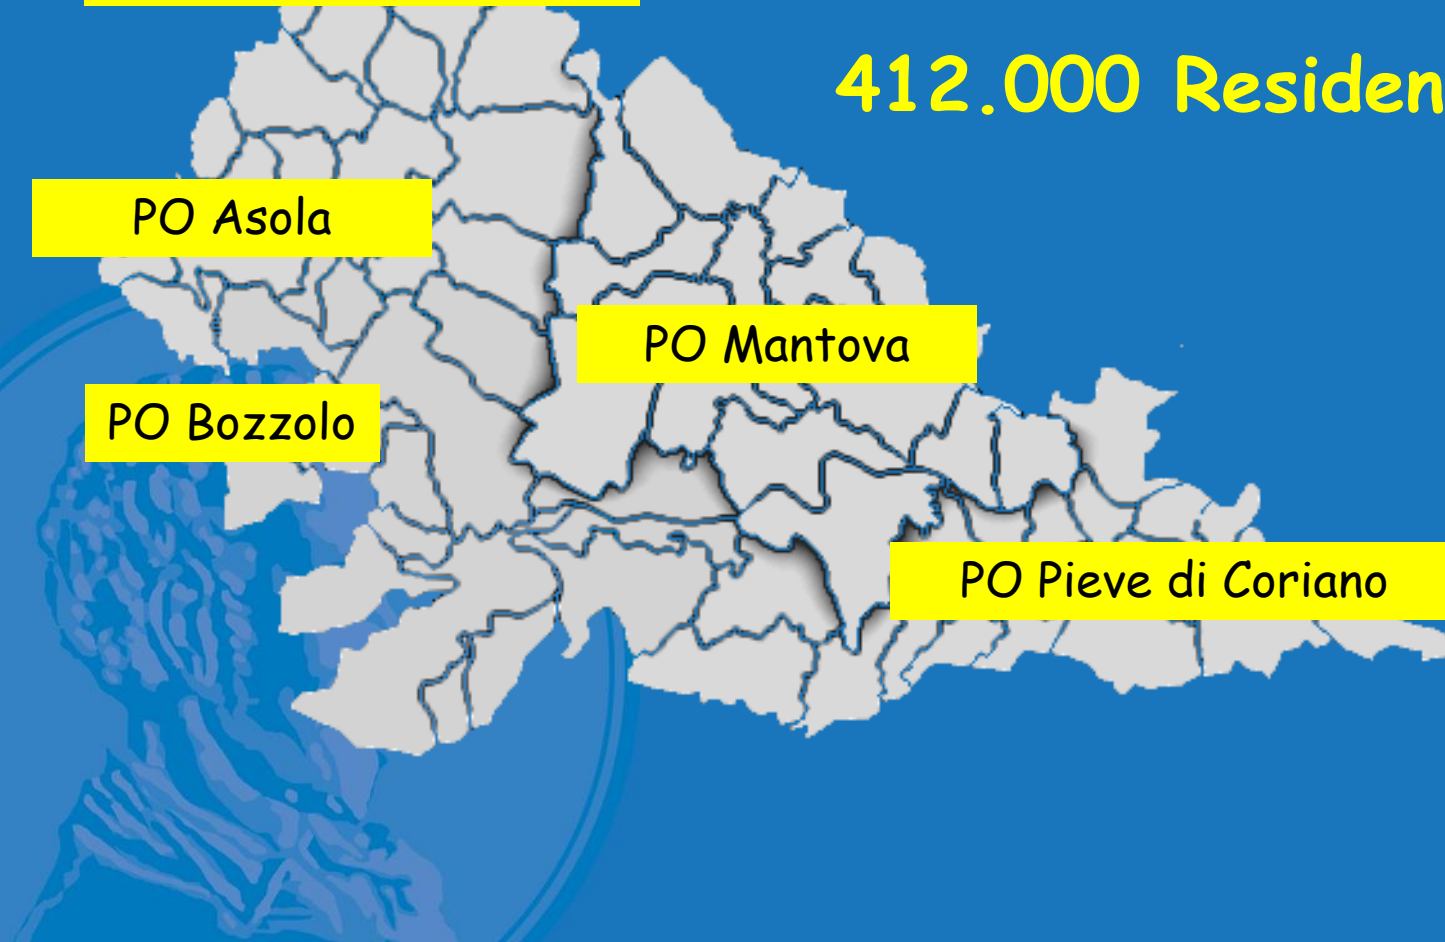 412.000 Residen
PO Asola
PO Mantova
PO Bozzolo
PO Pieve di Coriano